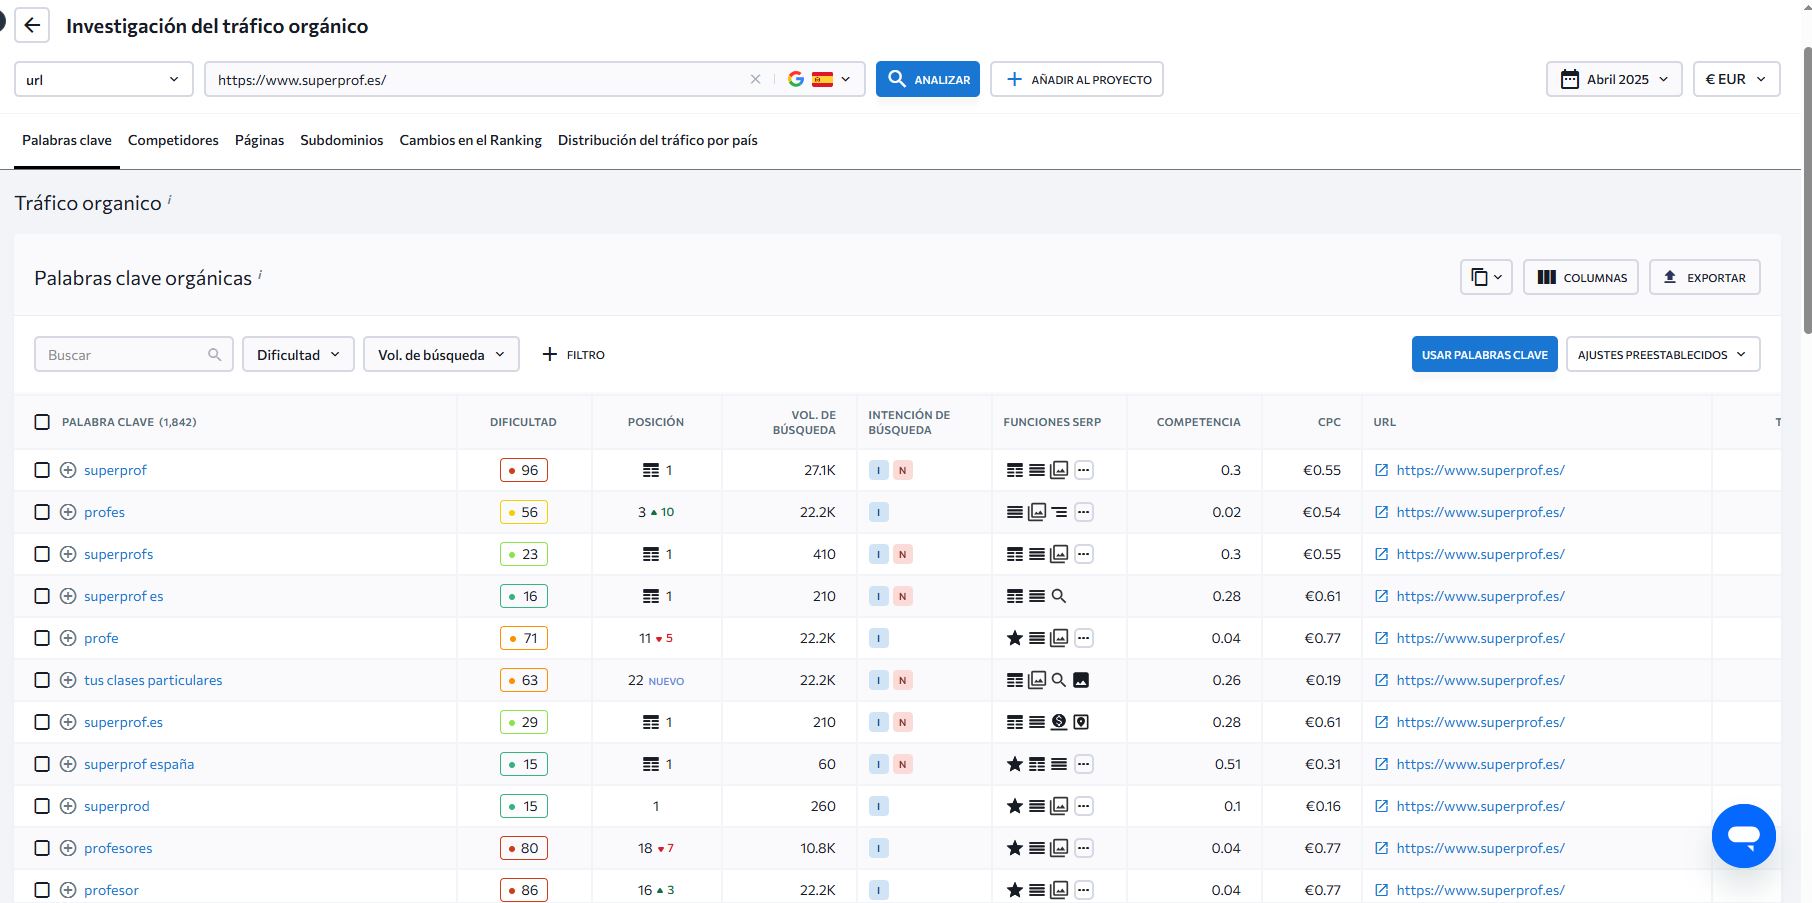 Investigación del tráfico orgánico
url https://www.superprof.es/ ANALIZAR AÑADIR AL PROYECTO Abril 2025 € EUR
Palabras clave Competidores Páginas Subdominios Cambios en el Ranking Distribución del tráfico por país
Tráfico organico i
Palabras clave orgánicas i COLUMNAS EXPORTAR
Buscar Dificultad Vol. de búsqueda FILTRO USAR PALABRAS CLAVE AJUSTES PREESTABLECIDOS
PALABRA CLAVE (1,842) DIFICULTAD POSICIÓN VOL. DE BÚSQUEDA INTENCIÓN DE BÚSQUEDA FUNCIONES SERP COMPETENCIA CPC URL T
superprof 96 1 27.1K I N 0.3 €0.55 https://www.superprof.es/
profes 56 3 10 22.2K I 0.02 €0.54 https://www.superprof.es/
superprofs 23 1 410 I N 0.3 €0.55 https://www.superprof.es/
superprof es 16 1 210 I N 0.28 €0.61 https://www.superprof.es/
profe 71 11 5 22.2K I 0.04 €0.77 https://www.superprof.es/
tus clases particulares 63 22 NUEVO 22.2K I N 0.26 €0.19 https://www.superprof.es/
superprof.es 29 1 210 I N 0.28 €0.61 https://www.superprof.es/
superprof españa 15 1 60 I N 0.51 €0.31 https://www.superprof.es/
superprod 15 1 260 I 0.1 €0.16 https://www.superprof.es/
profesores 80 18 7 10.8K I 0.04 €0.77 https://www.superprof.es/
profesor 86 16 3 22.2K I 0.04 €0.77 https://www.superprof.es/